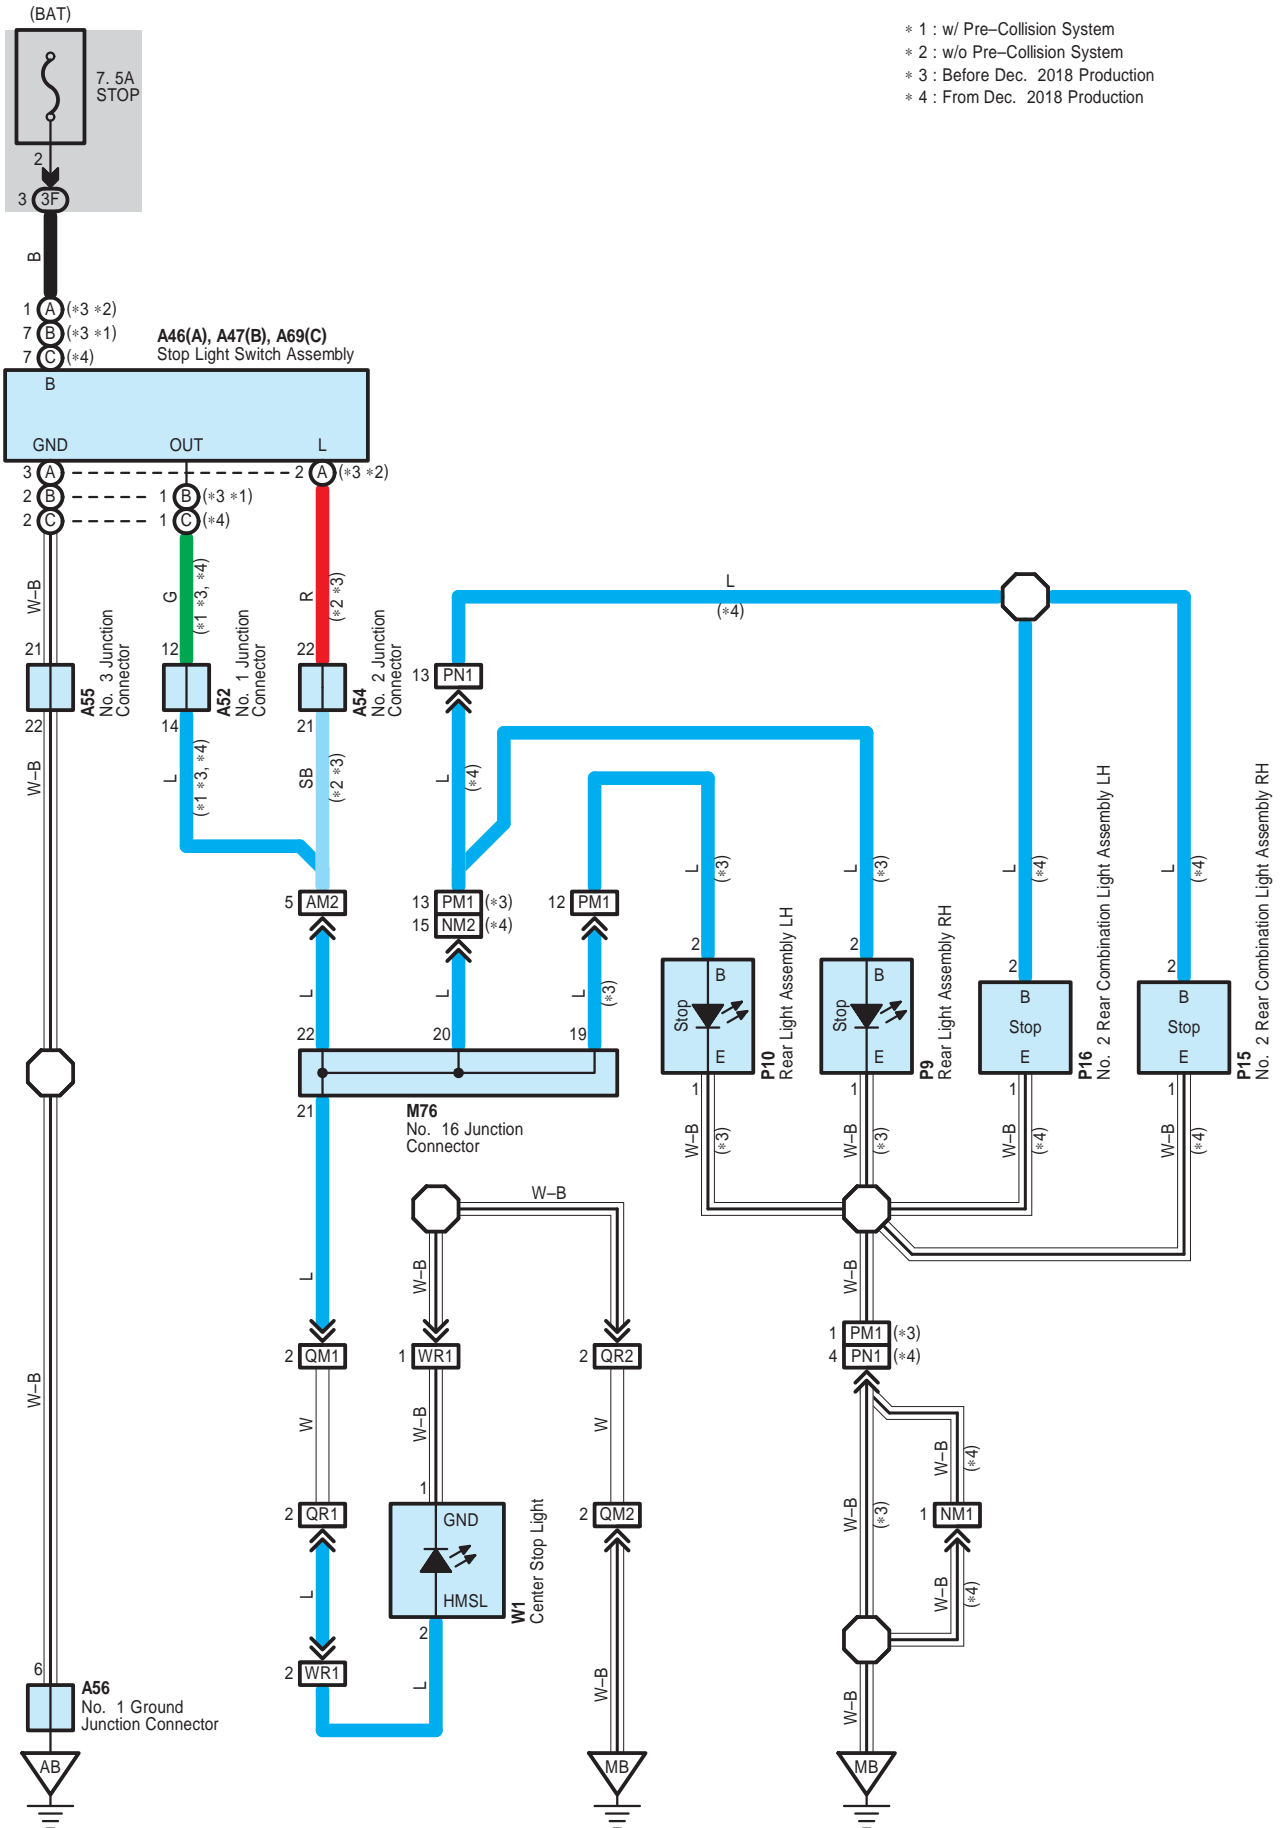 (BAT)
7. 5A
STOP
2
3 3F
B
* 1 : w/ Pre–Collision System
* 2 : w/o Pre–Collision System
* 3 : Before Dec. 2018 Production
* 4 : From Dec. 2018 Production
1 A (*3 *2)
7 B (*3 *1)
7 C (*4)
A46(A), A47(B), A69(C)
Stop Light Switch Assembly
B
GND OUT L
3 A 2 A (*3 *2)
2 B 1 B (*3 *1)
2 C 1 C (*4)
W–B
G
(*1 *3, *4)
R
(*2 *3)
L
(*4)
21
22
A55
No. 3 Junction
Connector
12
14
A52
No. 1 Junction
Connector
22
21
A54
No. 2 Junction
Connector
13 PN1
W–B
L
(*1 *3, *4)
SB
(*2 *3)
L
(*4)
5 AM2
13 PM1 (*3)
15 NM2 (*4)
12 PM1
L
L
L
(*3)
22 20 19
21
M76
No. 16 Junction
Connector
L
(*3)
L
(*3)
L
(*4)
L
(*4)
2
B
Stop
E
1
P10
Rear Light Assembly LH
2
B
Stop
E
1
P9
Rear Light Assembly RH
2
B
Stop
E
1
P16
No. 2 Rear Combination Light Assembly LH
2
B
Stop
E
1
P15
No. 2 Rear Combination Light Assembly RH
W–B
(*3)
W–B
(*3)
W–B
(*4)
W–B
(*4)
W–B
L
W–B
W–B
2 QM1
1 WR1
2 QR2
1 PM1 (*3)
4 PN1 (*4)
W–B
W
W–B
W
W–B
(*4)
2 QR1
1
GND
HMSL
2
W1
Center Stop Light
2 QM2
W–B
(*3)
1 NM1
L
W–B
(*4)
2 WR1
L
W–B
W–B
6
A56
No. 1 Ground
Junction Connector
AB
MB
MB